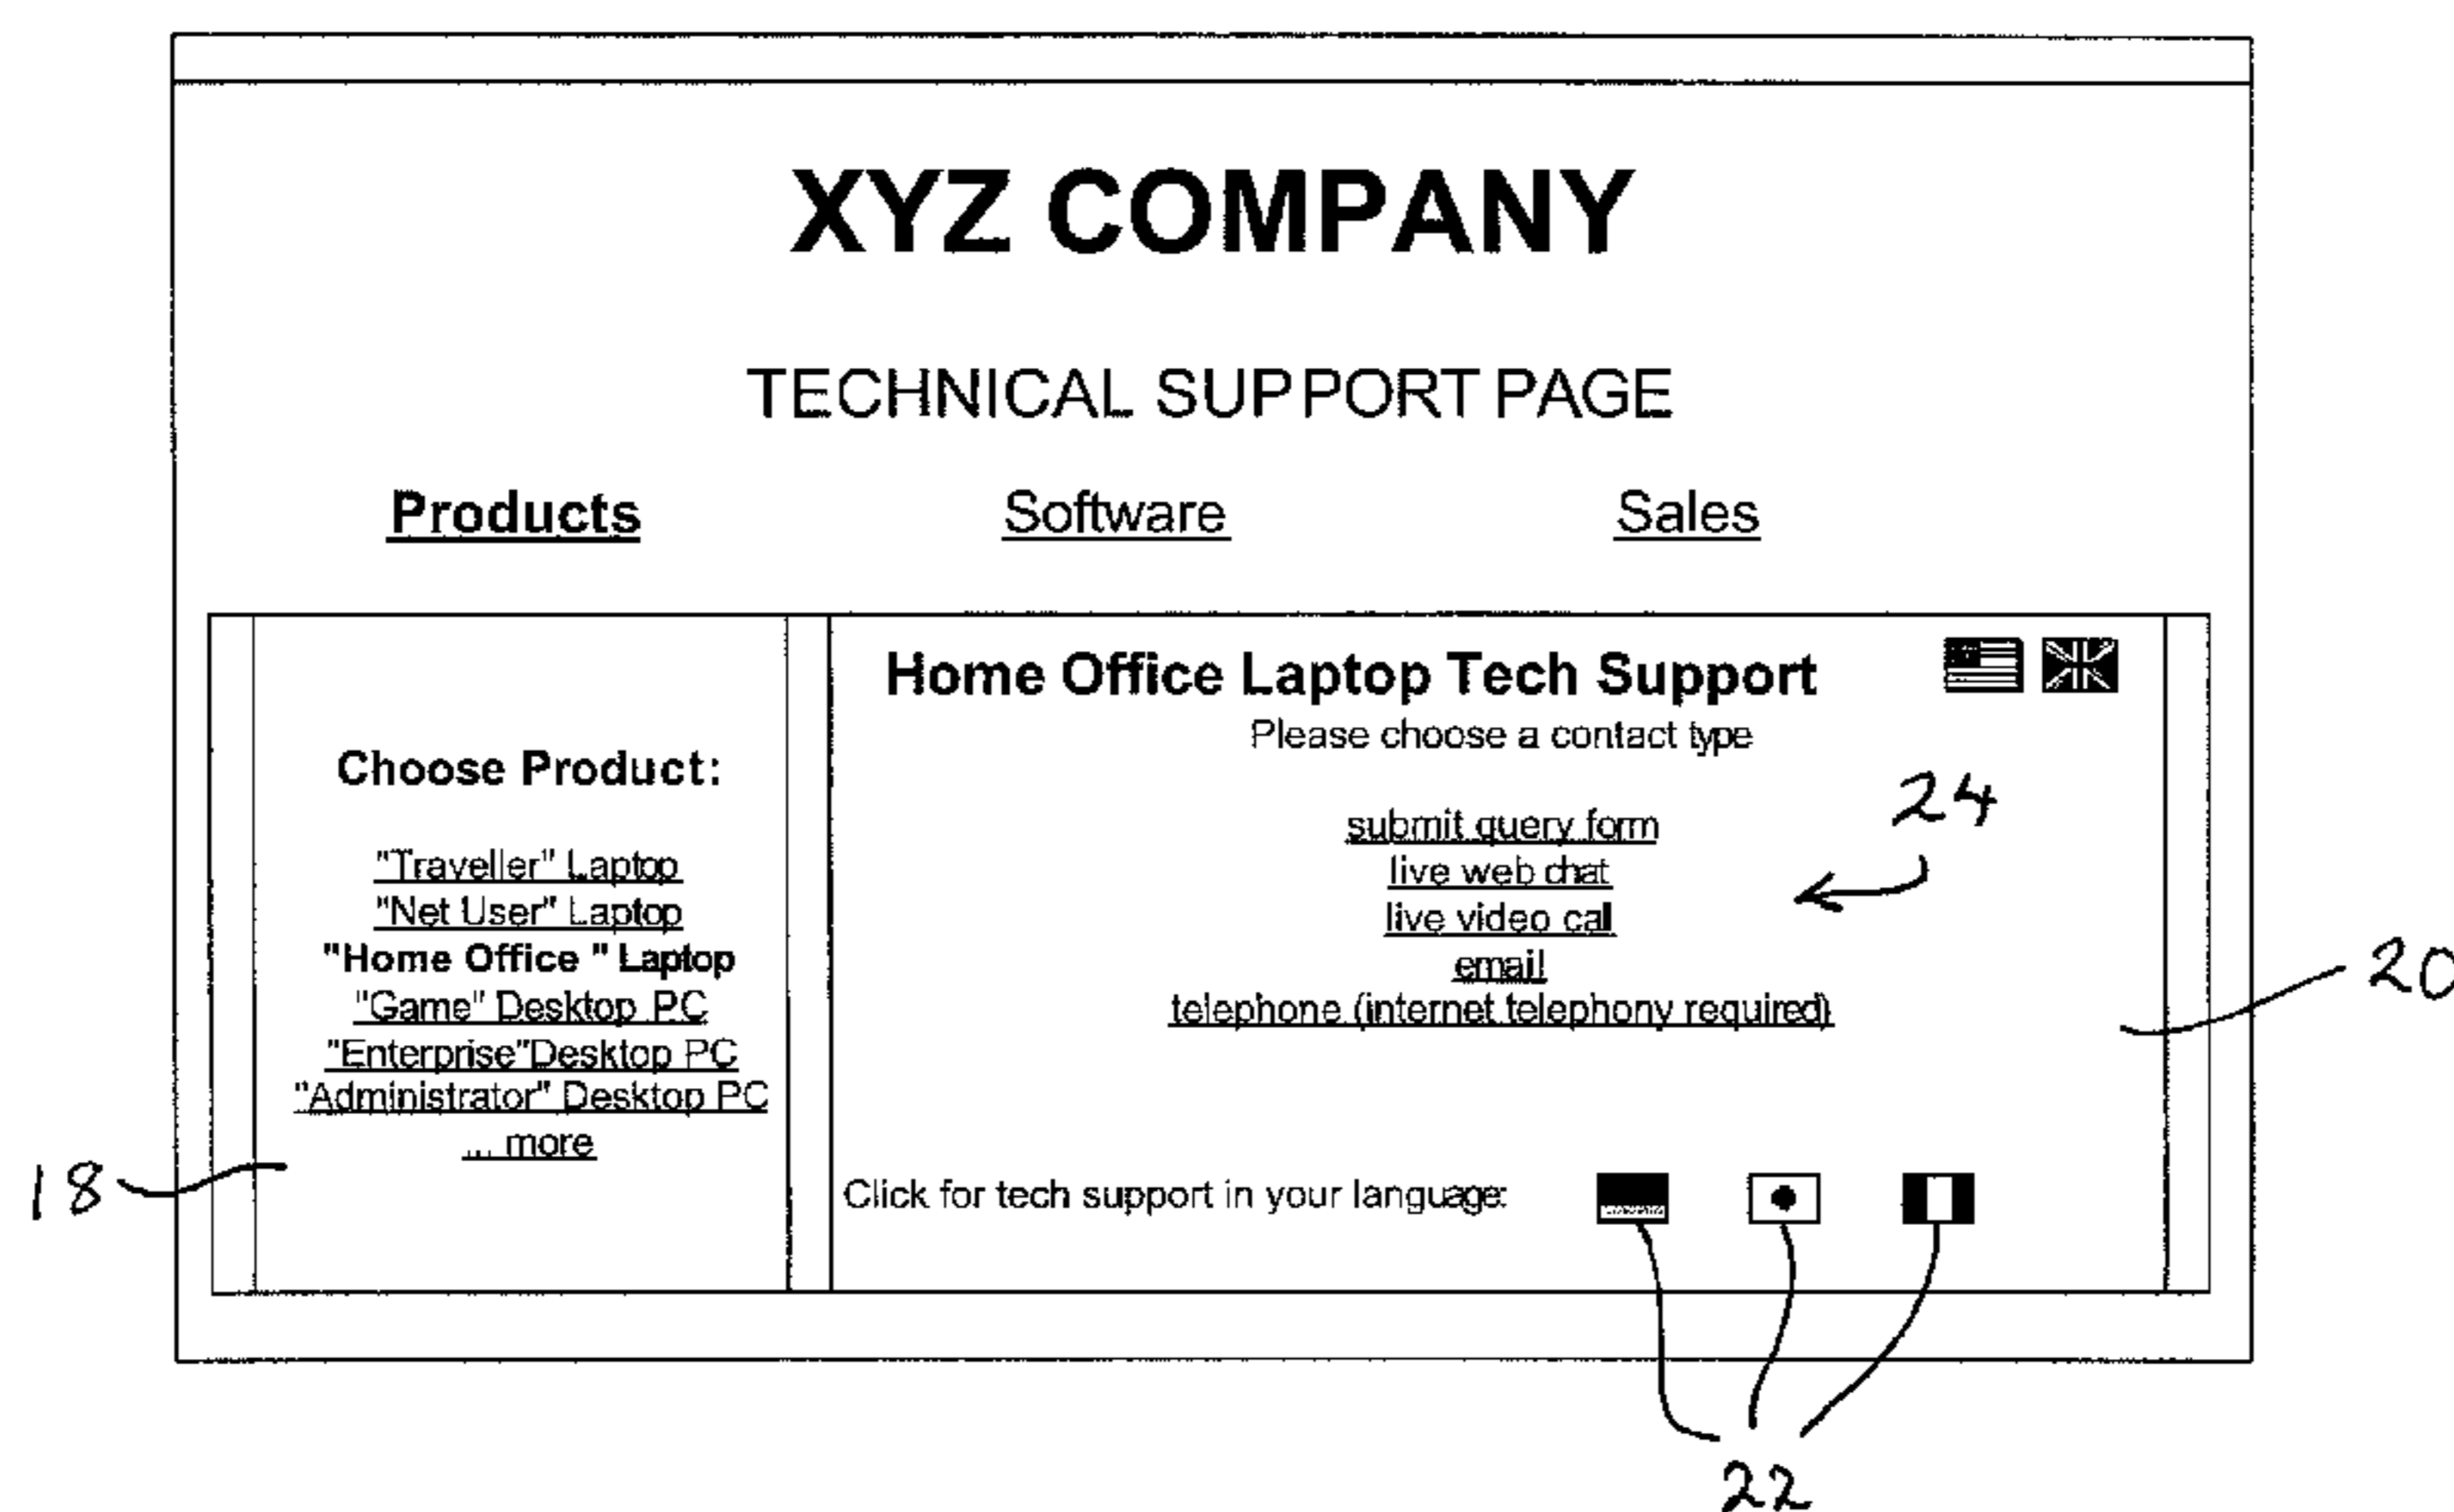 XYZ COMPANY
TECHNICAL SUPPORT PAGE
Products Software Sales
Home Office Laptop Tech Support
Please choose a contact type
Choose Product:
"Traveller" Laptop
"Net User" Laptop
"Home Office " Laptop
"Game" Desktop PC
"Enterprise"Desktop PC
"Administrator" Desktop PC
... more
submit query form
live web chat
live video call
email
telephone (internet telephony required)
Click for tech support in your language:
24
20
18
22